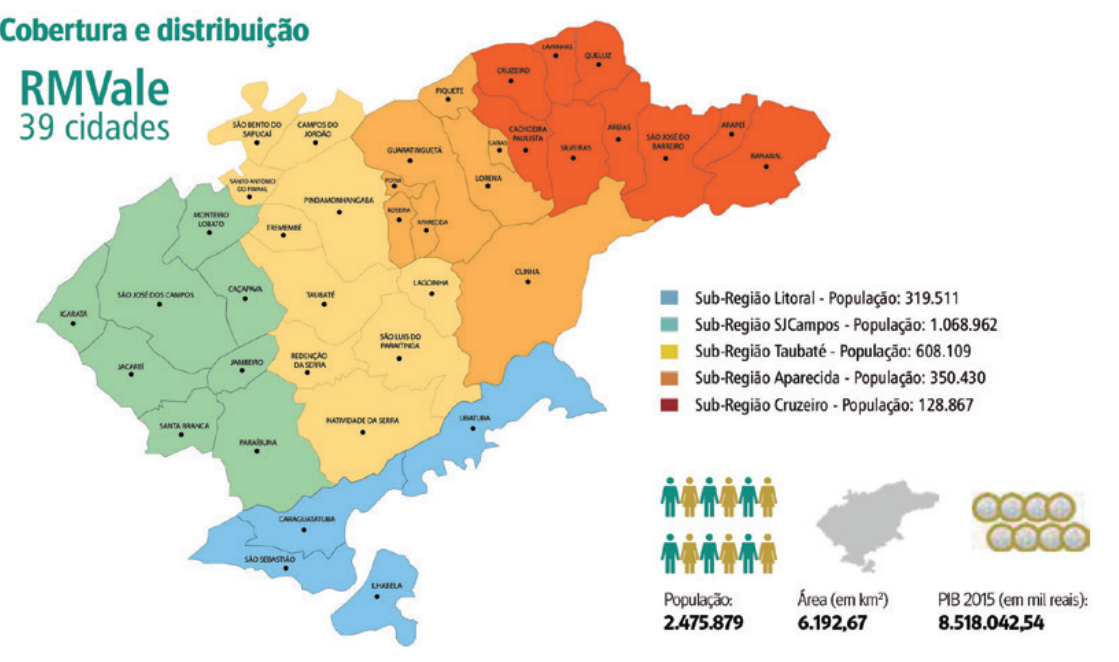 Cobertura e distribuição
RMVale
39 cidades
LAVRINHAS
QUELUZ
CRUZEIRO
PIQUETE
SÃO BENTO DO
SAPUCAÍ
CAMPOS DO
JORDÃO
CACHOEIRA
PAULISTA
AREIAS
SÃO JOSÉ DO
BARREIRO
ARAPEÍ
BANANAL
SILVEIRAS
CANAS
GUARATINGUETÁ
LORENA
POTIM
SANTO ANTÔNIO
DO PINHAL
PINDAMONHANGABA
ROSEIRA
APARECIDA
MONTEIRO
LOBATO
TREMEMBÉ
CUNHA
LAGOINHA
CAÇAPAVA
SÃO JOSÉ DOS CAMPOS
TAUBATÉ
IGARATÁ
SÃO LUIS DO
PARAITINGA
REDENÇÃO
DA SERRA
JAMBEIRO
JACAREÍ
SANTA BRANCA
PARAÍBUNA
NATIVIDADE DA SERRA
UBATUBA
CARAGUATATUBA
SÃO SEBASTIÃO
ILHABELA
Sub-Região Litoral - População: 319.511
Sub-Região SJCampos - População: 1.068.962
Sub-Região Taubaté - População: 608.109
Sub-Região Aparecida - População: 350.430
Sub-Região Cruzeiro - População: 128.867
População:
2.475.879
Área (em km²)
6.192,67
PIB 2015 (em mil reais):
8.518.042,54